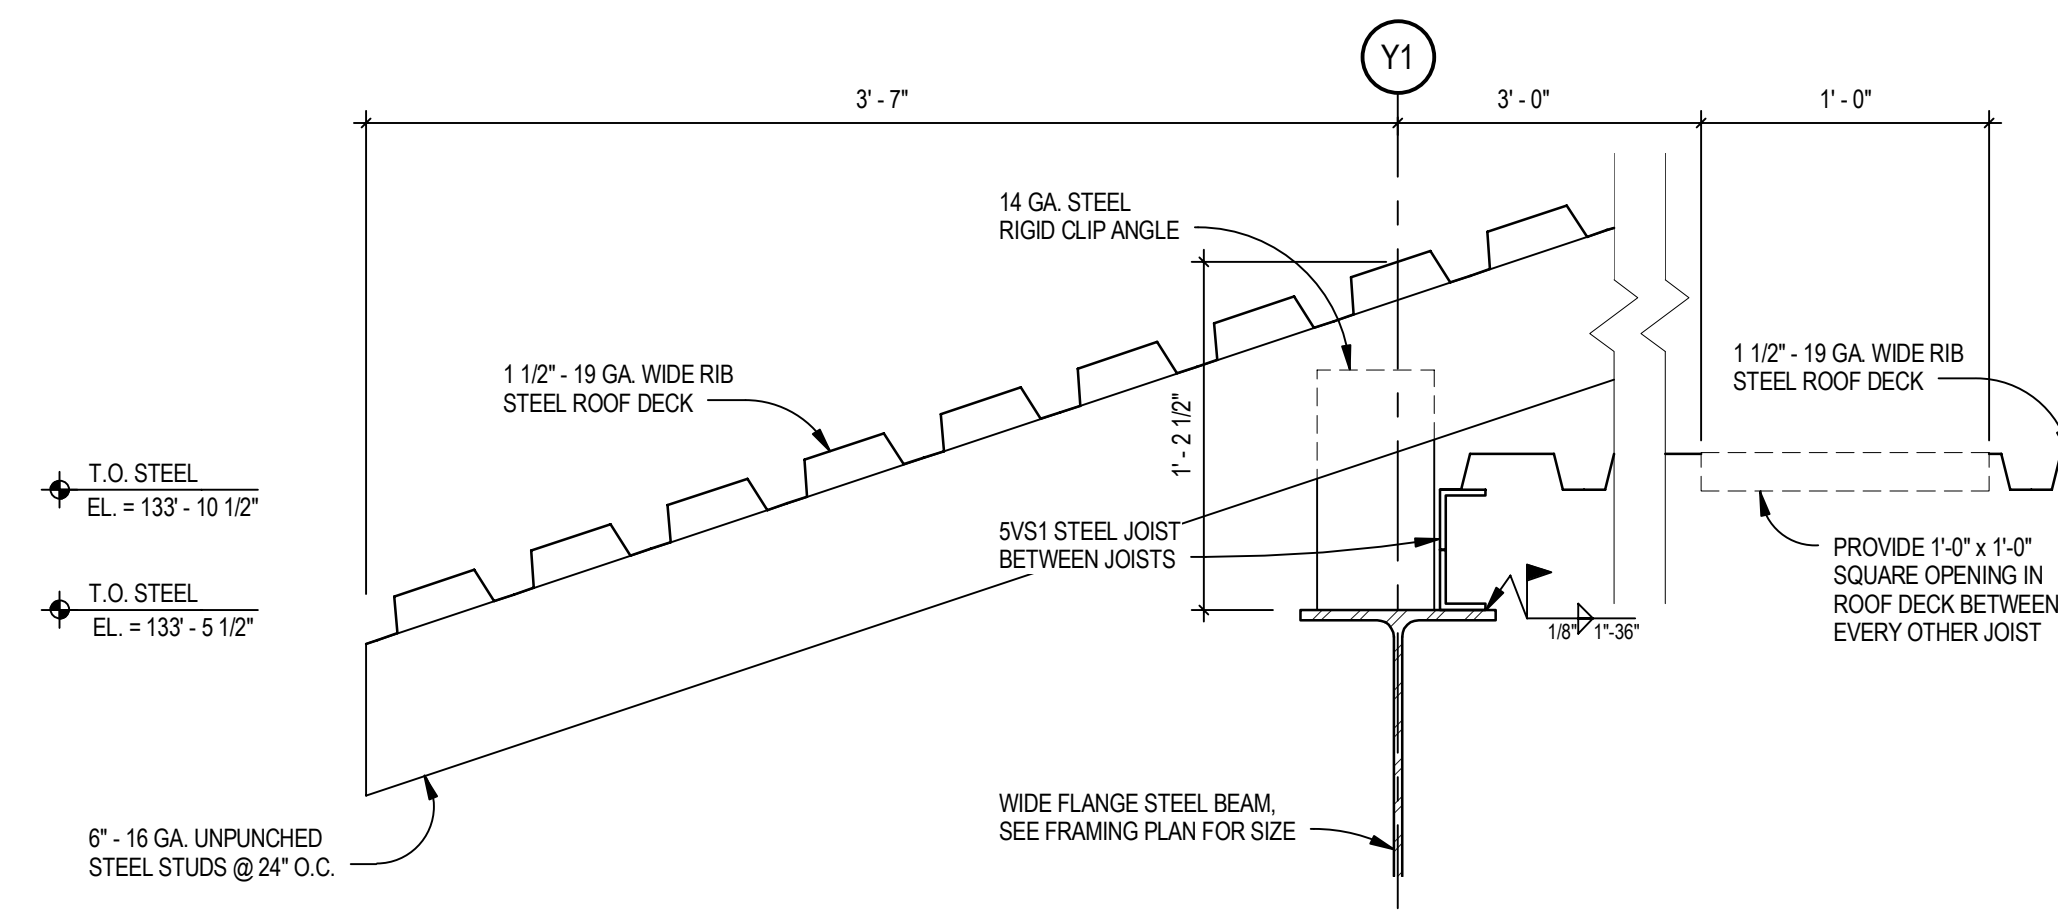 Y1
3' - 7"
3' - 0"
1' - 0"
14 GA. STEEL
RIGID CLIP ANGLE
1 1/2" - 19 GA. WIDE RIB
STEEL ROOF DECK
1 1/2" - 19 GA. WIDE RIB
STEEL ROOF DECK
1' - 2 1/2"
T.O. STEEL
EL. = 133' - 10 1/2"
5VS1 STEEL JOIST
BETWEEN JOISTS
PROVIDE 1'-0" x 1'-0"
SQUARE OPENING IN
ROOF DECK BETWEEN
EVERY OTHER JOIST
T.O. STEEL
EL. = 133' - 5 1/2"
1/8" 1"-36"
WIDE FLANGE STEEL BEAM,
SEE FRAMING PLAN FOR SIZE
6" - 16 GA. UNPUNCHED
STEEL STUDS @ 24" O.C.